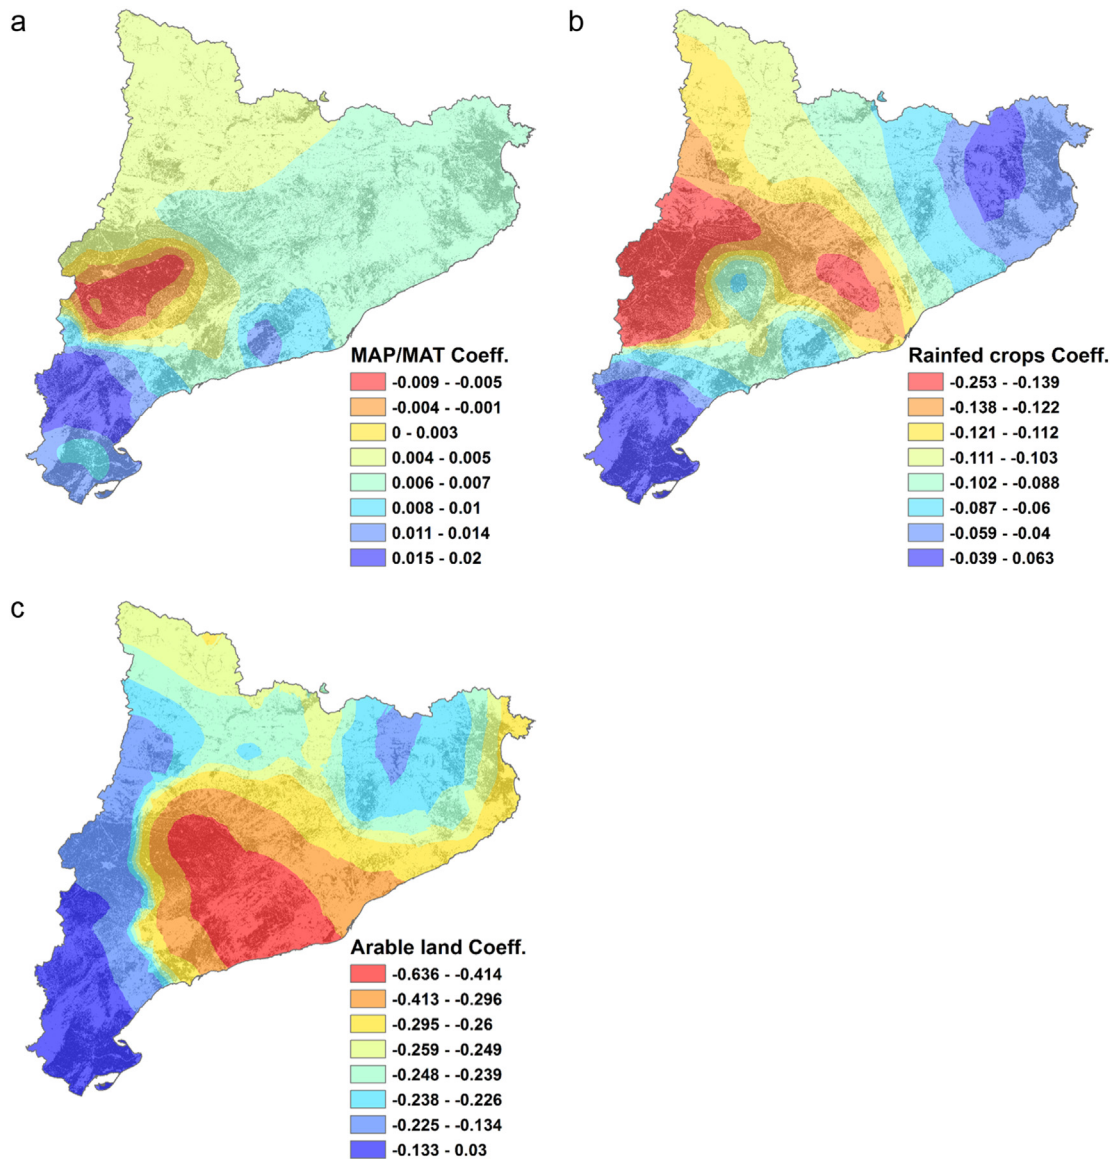 a
b
MAP/MAT Coeff.
-0.009 - -0.005
-0.004 - -0.001
0 - 0.003
0.004 - 0.005
0.006 - 0.007
0.008 - 0.01
0.011 - 0.014
0.015 - 0.02
Rainfed crops Coeff.
-0.253 - -0.139
-0.138 - -0.122
-0.121 - -0.112
-0.111 - -0.103
-0.102 - -0.088
-0.087 - -0.06
-0.059 - -0.04
-0.039 - 0.063
c
Arable land Coeff.
-0.636 - -0.414
-0.413 - -0.296
-0.295 - -0.26
-0.259 - -0.249
-0.248 - -0.239
-0.238 - -0.226
-0.225 - -0.134
-0.133 - 0.03